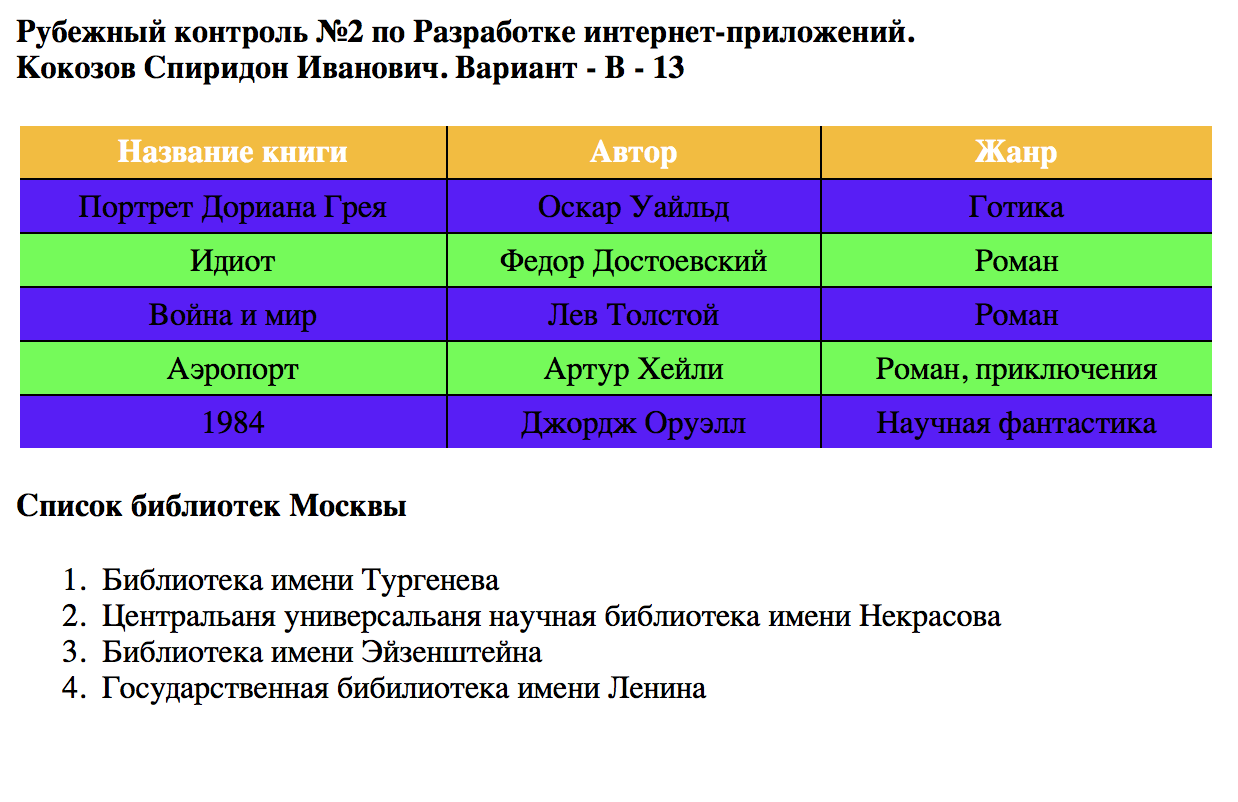 Рубежный контроль №2 по Разработке интернет-приложений.
Кокозов Спиридон Иванович. Вариант - В - 13
Название книги Автор Жанр
Портрет Дориана Грея Оскар Уайльд Готика
Идиот Федор Достоевский Роман
Война и мир Лев Толстой Роман
Аэропорт Артур Хейли Роман, приключения
1984 Джордж Оруэлл Научная фантастика
Список библиотек Москвы
1. Библиотека имени Тургенева
2. Центральаня универсальаня научная библиотека имени Некрасова
3. Библиотека имени Эйзенштейна
4. Государственная бибилиотека имени Ленина